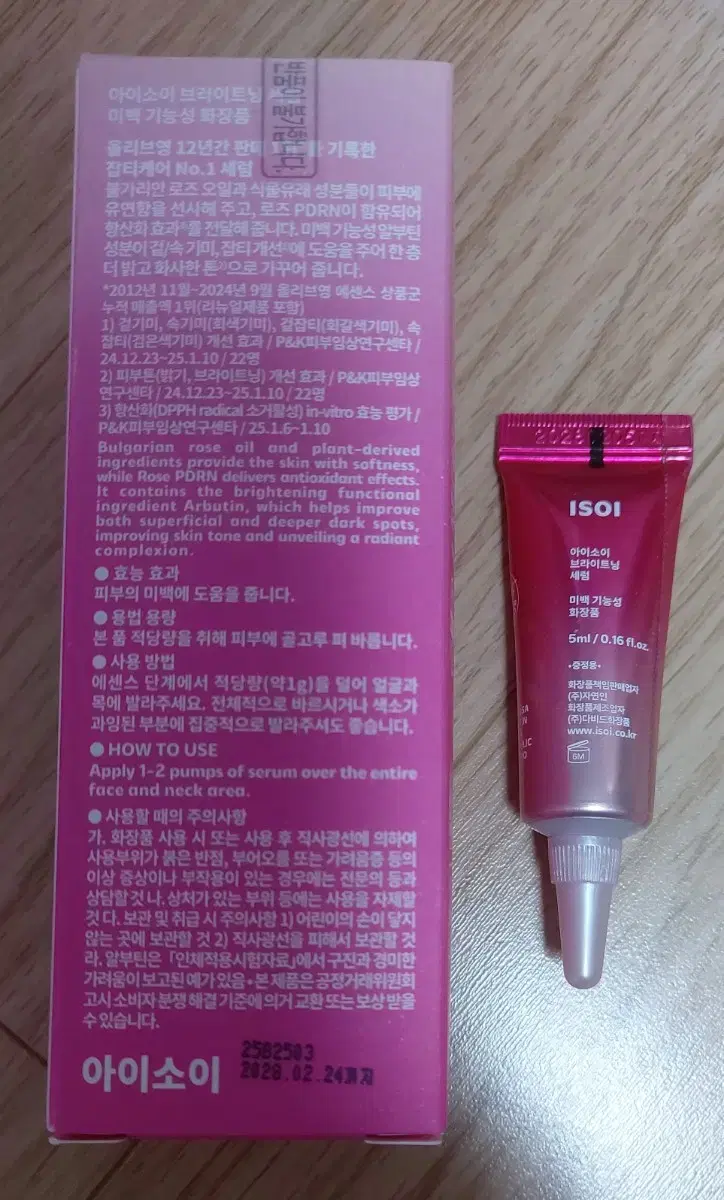 아이소이 브라이트닝
미백 기능성 화장품
반품이 불가합니다.
올리브영 12년간 판매 기록한
잡티케어 No.1 세럼
불가리안 로즈 오일과 식물유래 성분들이 피부에
유연함을 선사해 주고, 로즈 PDRN이 함유되어
항산화 효과³⁾를 전달해 줍니다. 미백 기능성 알부틴
성분이 겉/속 기미, 잡티 개선¹⁾에 도움을 주어 한 층
더 밝고 화사한 톤²⁾으로 가꾸어 줍니다.
*2012년 11월~2024년 9월 올리브영 에센스 상품군
누적 매출액 1위(리뉴얼제품 포함)
1) 겉기미, 속기미(회색기미), 겉잡티(회갈색기미), 속
잡티(검은색기미) 개선 효과 / P&K피부임상연구센타 /
24.12.23~25.1.10 / 22명
2) 피부톤(밝기, 브라이트닝) 개선 효과 / P&K피부임상
연구센타 / 24.12.23~25.1.10 / 22명
3) 항산화(DPPH radical 소거활성) in-vitro 효능 평가 /
P&K피부임상연구센타 / 25.1.6~1.10
Bulgarian rose oil and plant-derived
ingredients provide the skin with softness,
while Rose PDRN delivers antioxidant effects.
It contains the brightening functional
ingredient Arbutin, which helps improve
both superficial and deeper dark spots,
improving skin tone and unveiling a radiant
complexion.
● 효능 효과
피부의 미백에 도움을 줍니다.
● 용법 용량
본 품 적당량을 취해 피부에 골고루 펴 바릅니다.
● 사용 방법
에센스 단계에서 적당량(약1g)을 덜어 얼굴과
목에 발라주세요. 전체적으로 바르시거나 색소가
과잉된 부분에 집중적으로 발라주셔도 좋습니다.
● HOW TO USE
Apply 1-2 pumps of serum over the entire
face and neck area.
● 사용할 때의 주의사항
가. 화장품 사용 시 또는 사용 후 직사광선에 의하여
사용부위가 붉은 반점, 부어오름 또는 가려움증 등의
이상 증상이나 부작용이 있는 경우에는 전문의 등과
상담할 것 나. 상처가 있는 부위 등에는 사용을 자제할
것 다. 보관 및 취급 시 주의사항 1) 어린이의 손이 닿지
않는 곳에 보관할 것 2) 직사광선을 피해서 보관할 것
라. 알부틴은 「인체적용시험자료」에서 구진과 경미한
가려움이 보고된 예가 있음 • 본 제품은 공정거래위원회
고시 소비자 분쟁 해결 기준에 의거 교환 또는 보상 받을
수 있습니다.
아이소이
25B2503
2028.02.24까지
ISOI
아이소이
브라이트닝
세럼
미백 기능성
화장품
5ml / 0.16 fl.oz.
•증정용•
화장품책임판매업자
(주)자연인
화장품제조업자
(주)다비드화장품
www.isoi.co.kr
6M